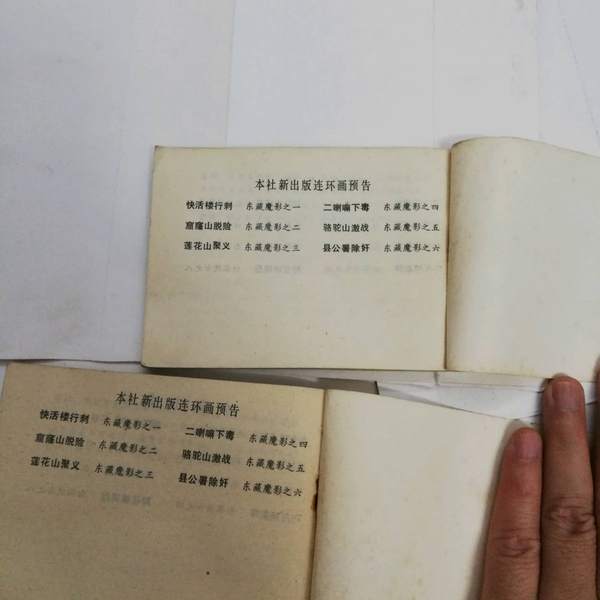 本社新出版连环画预告
快活楼行刺 东藏魔影之一 二喇嘛下毒 东藏魔影之四
窟窿山脱险 东藏魔影之二 骆驼山激战 东藏魔影之五
莲花山聚义 东藏魔影之三 县公署除奸 东藏魔影之六
本社新出版连环画预告
快活楼行刺 东藏魔影之一 二喇嘛下毒 东藏魔影之四
窟窿山脱险 东藏魔影之二 骆驼山激战 东藏魔影之五
莲花山聚义 东藏魔影之三 县公署除奸 东藏魔影之六